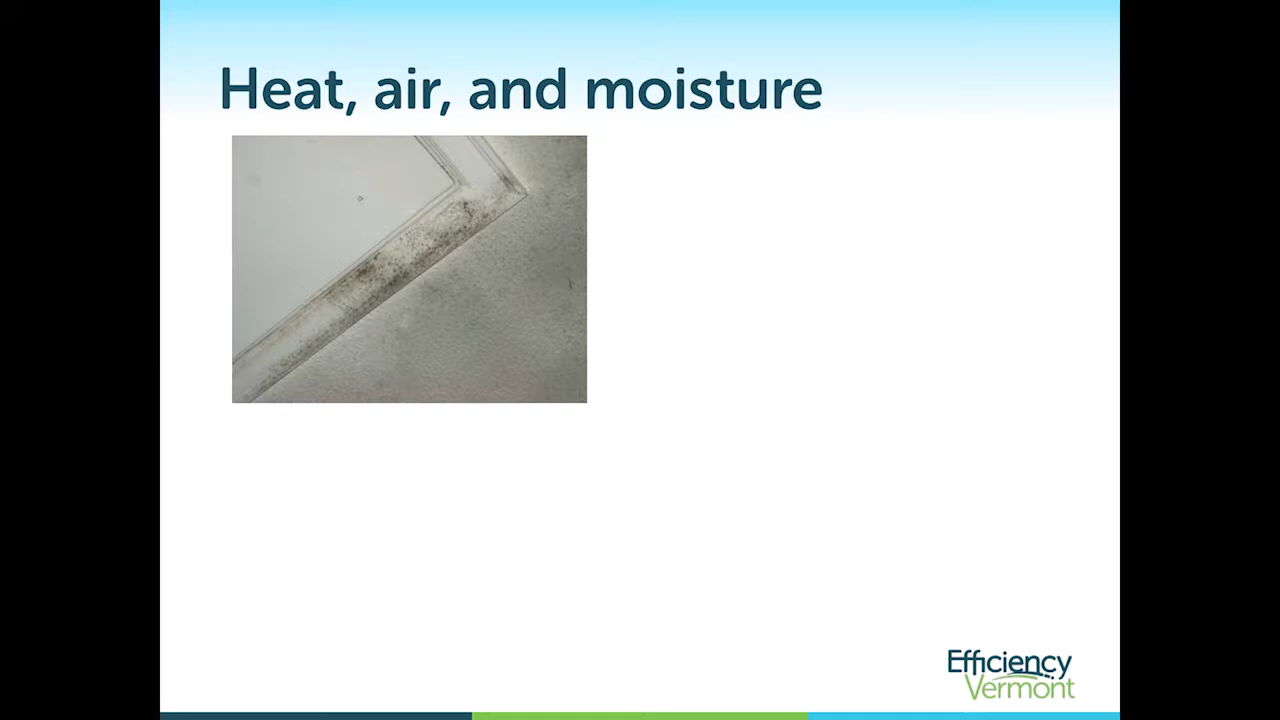 Heat, air, and moisture
Efficiency
Vermont